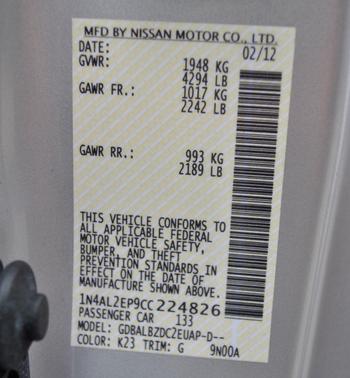 MFD BY NISSAN MOTOR CO., LTD.
DATE: 02/12
GVWR: 1948 KG
4294 LB
GAWR FR.: 1017 KG
2242 LB
GAWR RR.: 993 KG
2189 LB
THIS VEHICLE CONFORMS TO
ALL APPLICABLE FEDERAL
MOTOR VEHICLE SAFETY,
BUMPER, AND THEFT
PREVENTION STANDARDS IN
EFFECT ON THE DATE OF
MANUFACTURE SHOWN ABOVE.
1N4AL2EP9CC224826
PASSENGER CAR 133
MODEL: GDBALBZDC2EUAP-D--
COLOR: K23 TRIM: G 9N00A